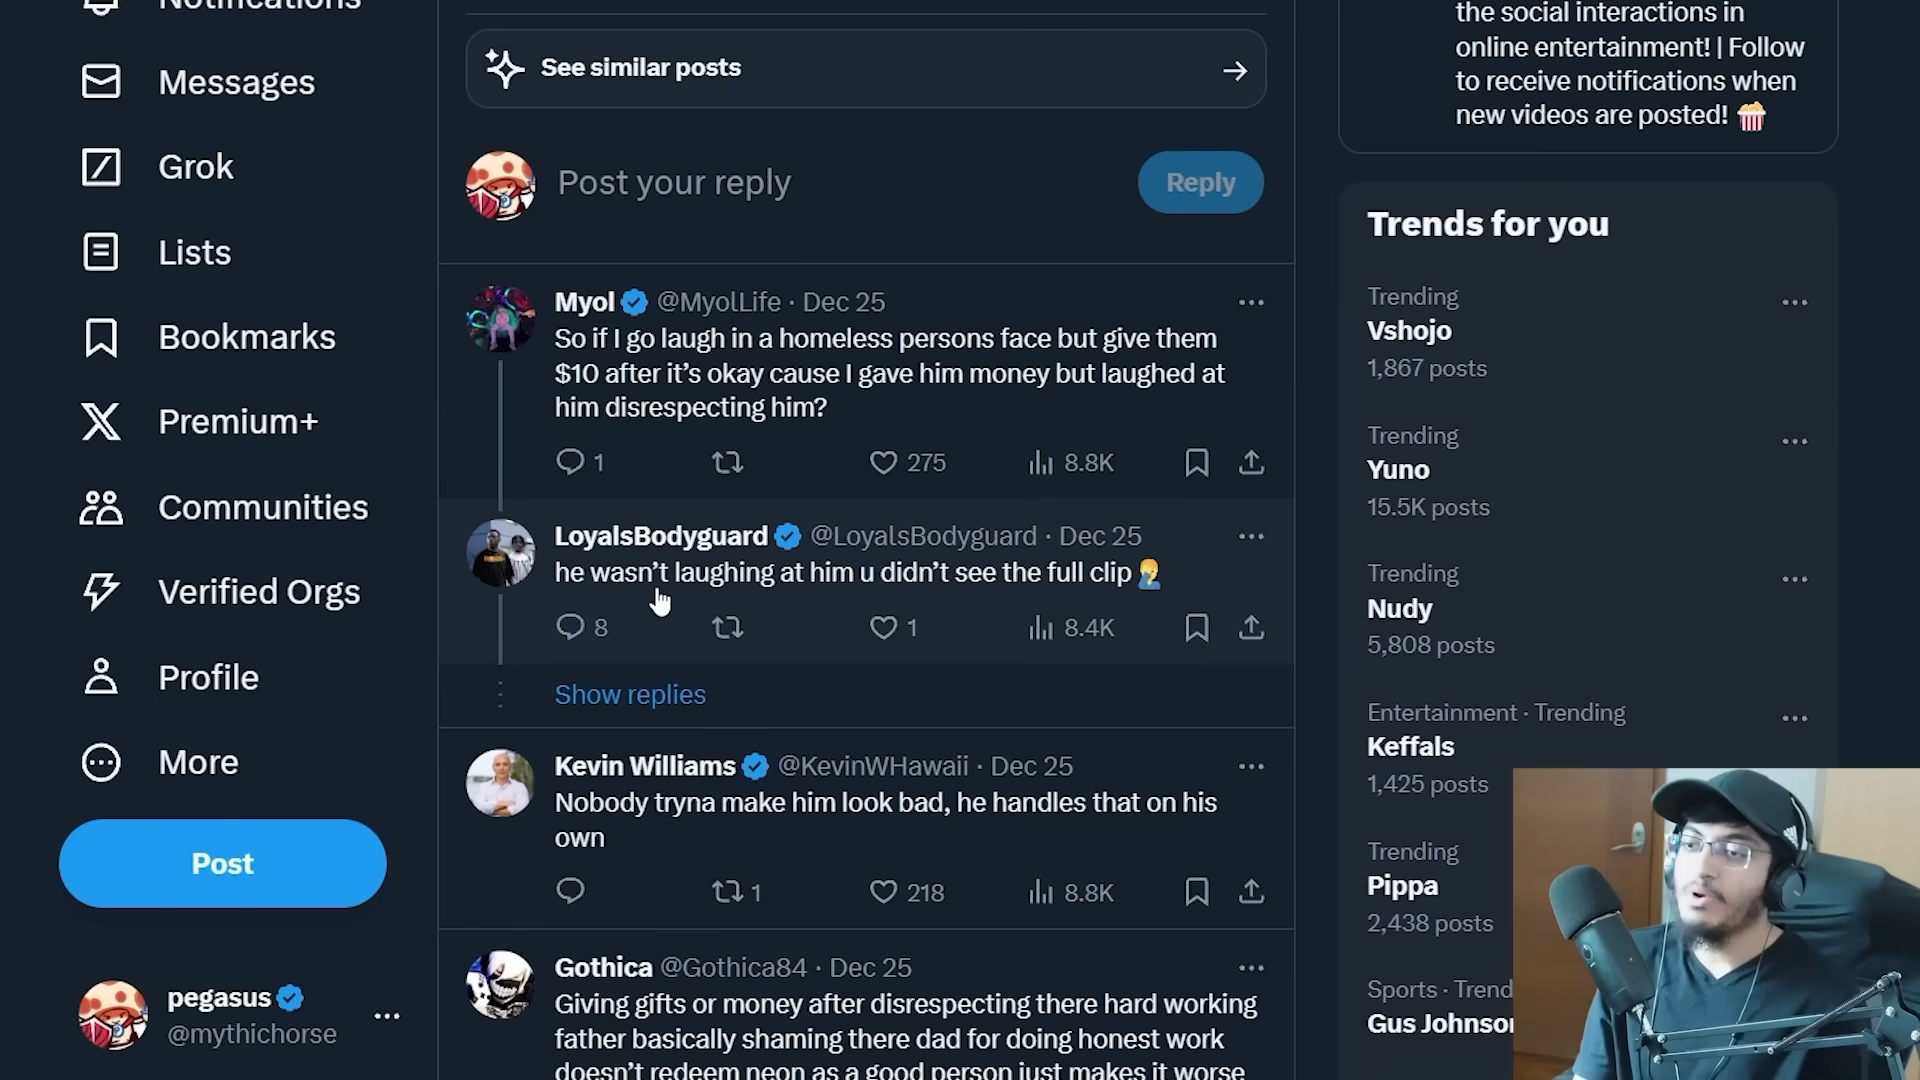 Notifications
Messages
Grok
Lists
Bookmarks
Premium+
Communities
Verified Orgs
Profile
More
Post
pegasus
@mythichorse
See similar posts
Post your reply
Reply
Myol @MyolLife · Dec 25
So if I go laugh in a homeless persons face but give them
$10 after it’s okay cause I gave him money but laughed at
him disrespecting him?
1 275 8.8K
LoyalsBodyguard @LoyalsBodyguard · Dec 25
he wasn’t laughing at him u didn’t see the full clip 🤦‍♂️
8 1 8.4K
Show replies
Kevin Williams @KevinWHawaii · Dec 25
Nobody tryna make him look bad, he handles that on his
own
1 218 8.8K
Gothica @Gothica84 · Dec 25
Giving gifts or money after disrespecting there hard working
father basically shaming there dad for doing honest work
doesn’t redeem neon as a good person just makes it worse
the social interactions in
online entertainment! | Follow
to receive notifications when
new videos are posted! 🍿
Trends for you
Trending
Vshojo
1,867 posts
Trending
Yuno
15.5K posts
Trending
Nudy
5,808 posts
Entertainment · Trending
Keffals
1,425 posts
Trending
Pippa
2,438 posts
Sports · Trend
Gus Johnson